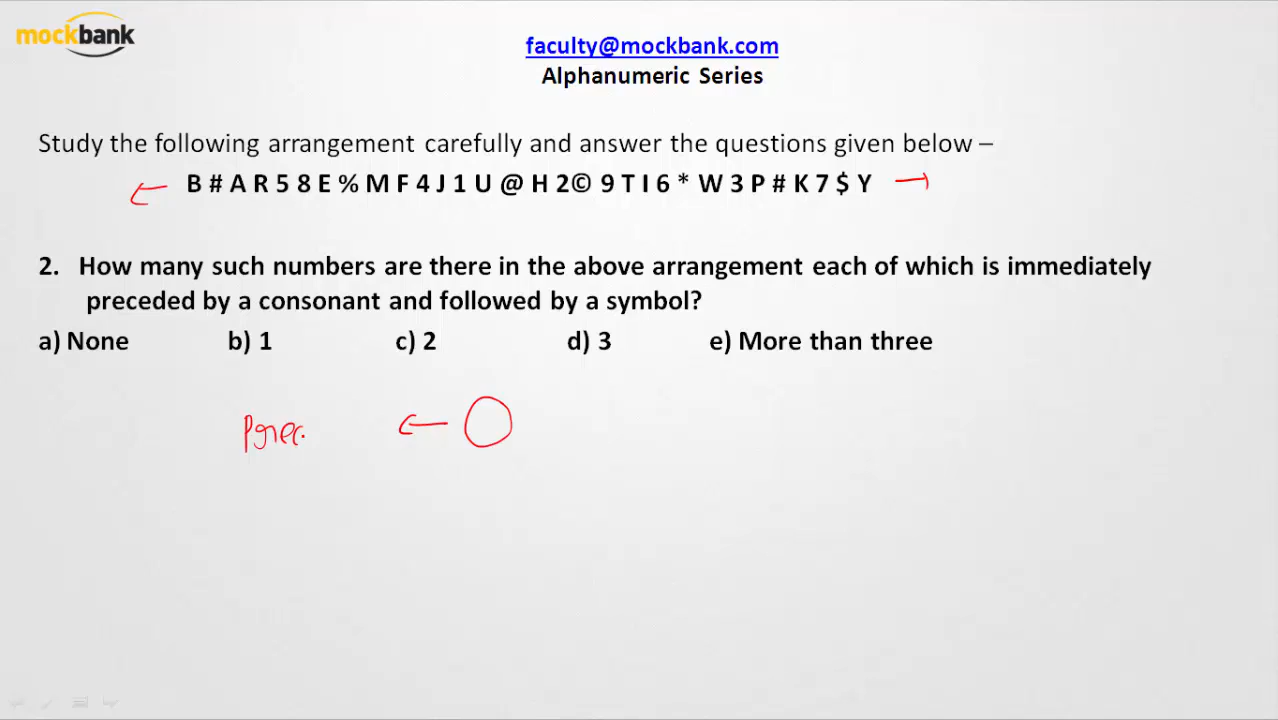 mockbank
faculty@mockbank.com
Alphanumeric Series
Study the following arrangement carefully and answer the questions given below –
B # A R 5 8 E % M F 4 J 1 U @ H 2© 9 T I 6 * W 3 P # K 7 $ Y
2. How many such numbers are there in the above arrangement each of which is immediately
preceded by a consonant and followed by a symbol?
a) None b) 1 c) 2 d) 3 e) More than three
Prec.